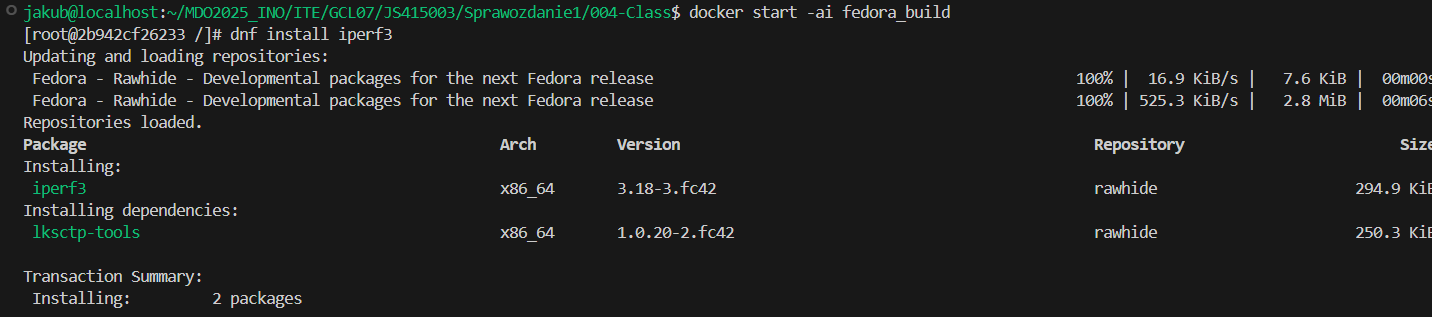 jakub@localhost:~/MDO2025_INO/ITE/GCL07/JS415003/Sprawozdanie1/004-Class$ docker start -ai fedora_build
[root@2b942cf26233 /]# dnf install iperf3
Updating and loading repositories:
Fedora - Rawhide - Developmental packages for the next Fedora release 100% | 16.9 KiB/s | 7.6 KiB | 00m00s
Fedora - Rawhide - Developmental packages for the next Fedora release 100% | 525.3 KiB/s | 2.8 MiB | 00m06s
Repositories loaded.
Package Arch Version Repository Size
Installing:
iperf3 x86_64 3.18-3.fc42 rawhide 294.9 KiB
Installing dependencies:
lksctp-tools x86_64 1.0.20-2.fc42 rawhide 250.3 KiB
Transaction Summary:
Installing: 2 packages